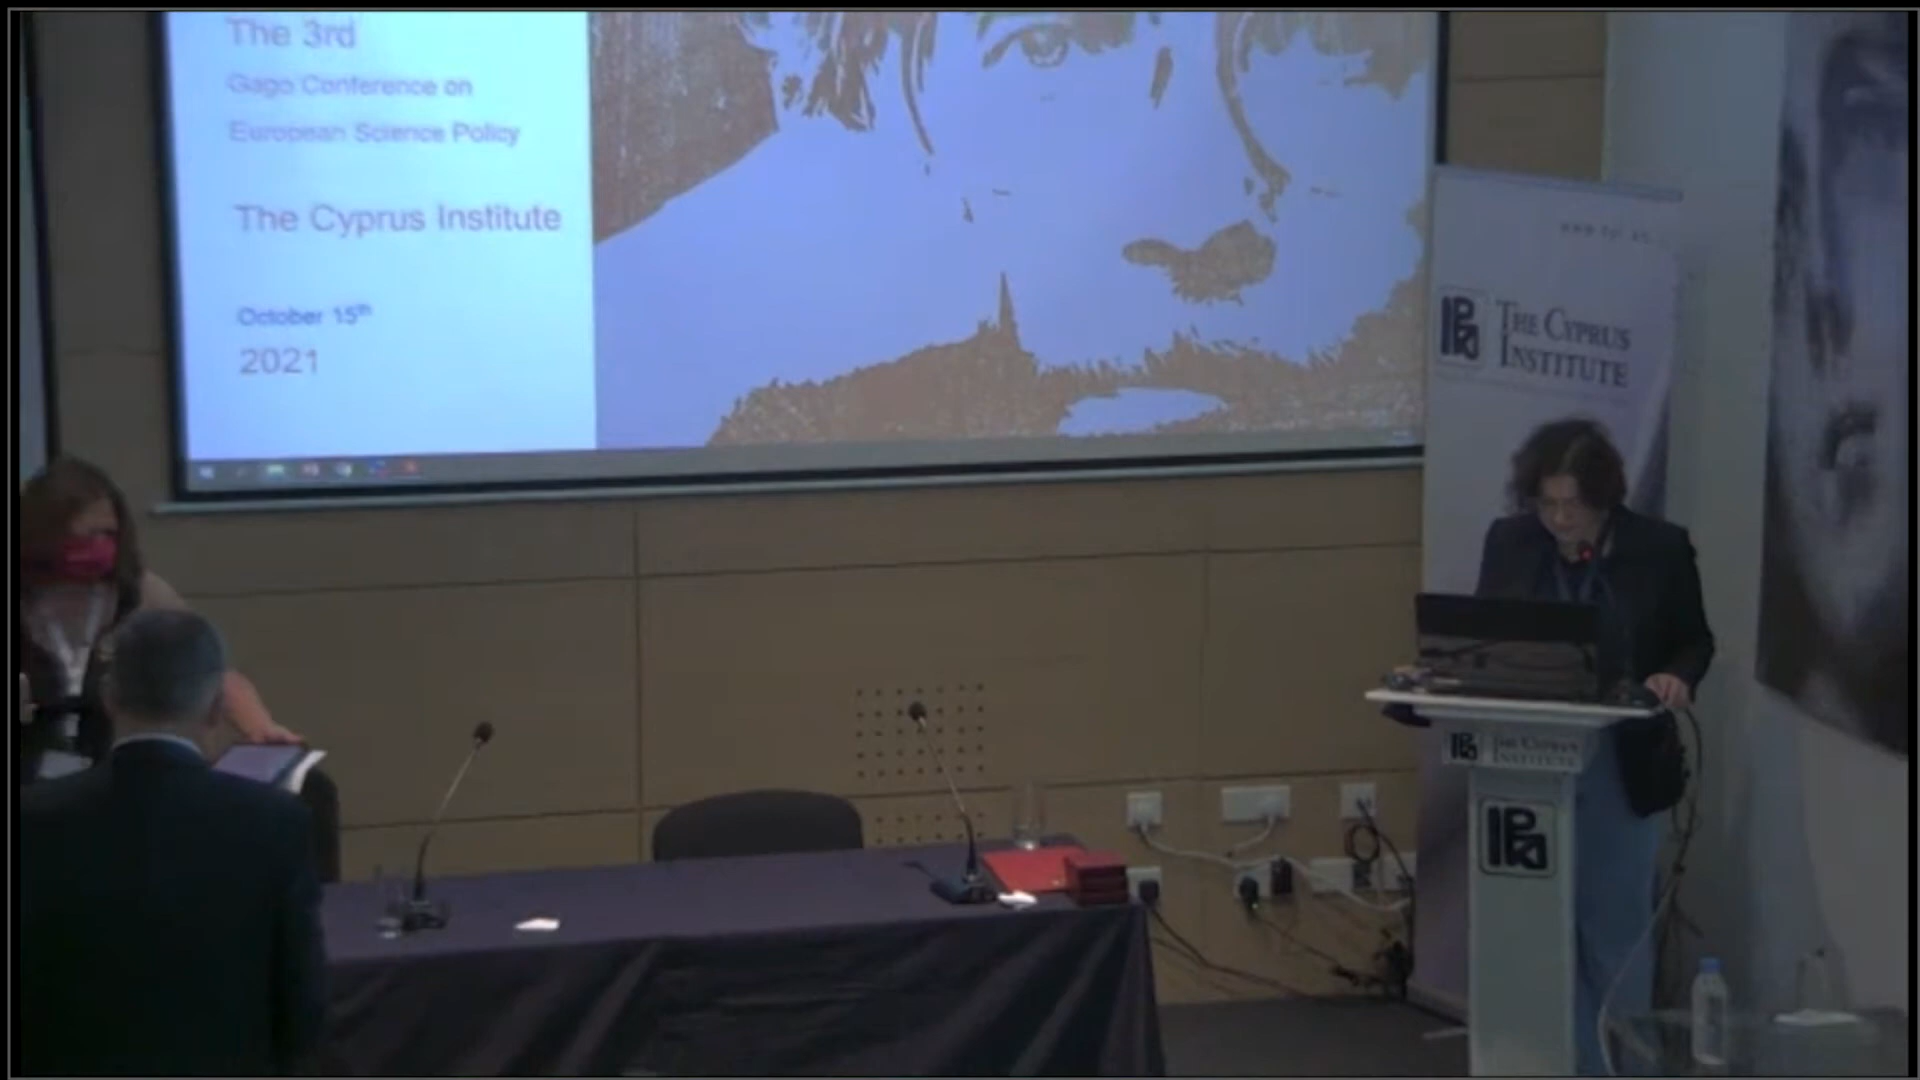 The 3rd
Gago Conference on
European Science Policy
The Cyprus Institute
October 15th
2021
THE CYPRUS
INSTITUTE
THE CYPRUS
INSTITUTE